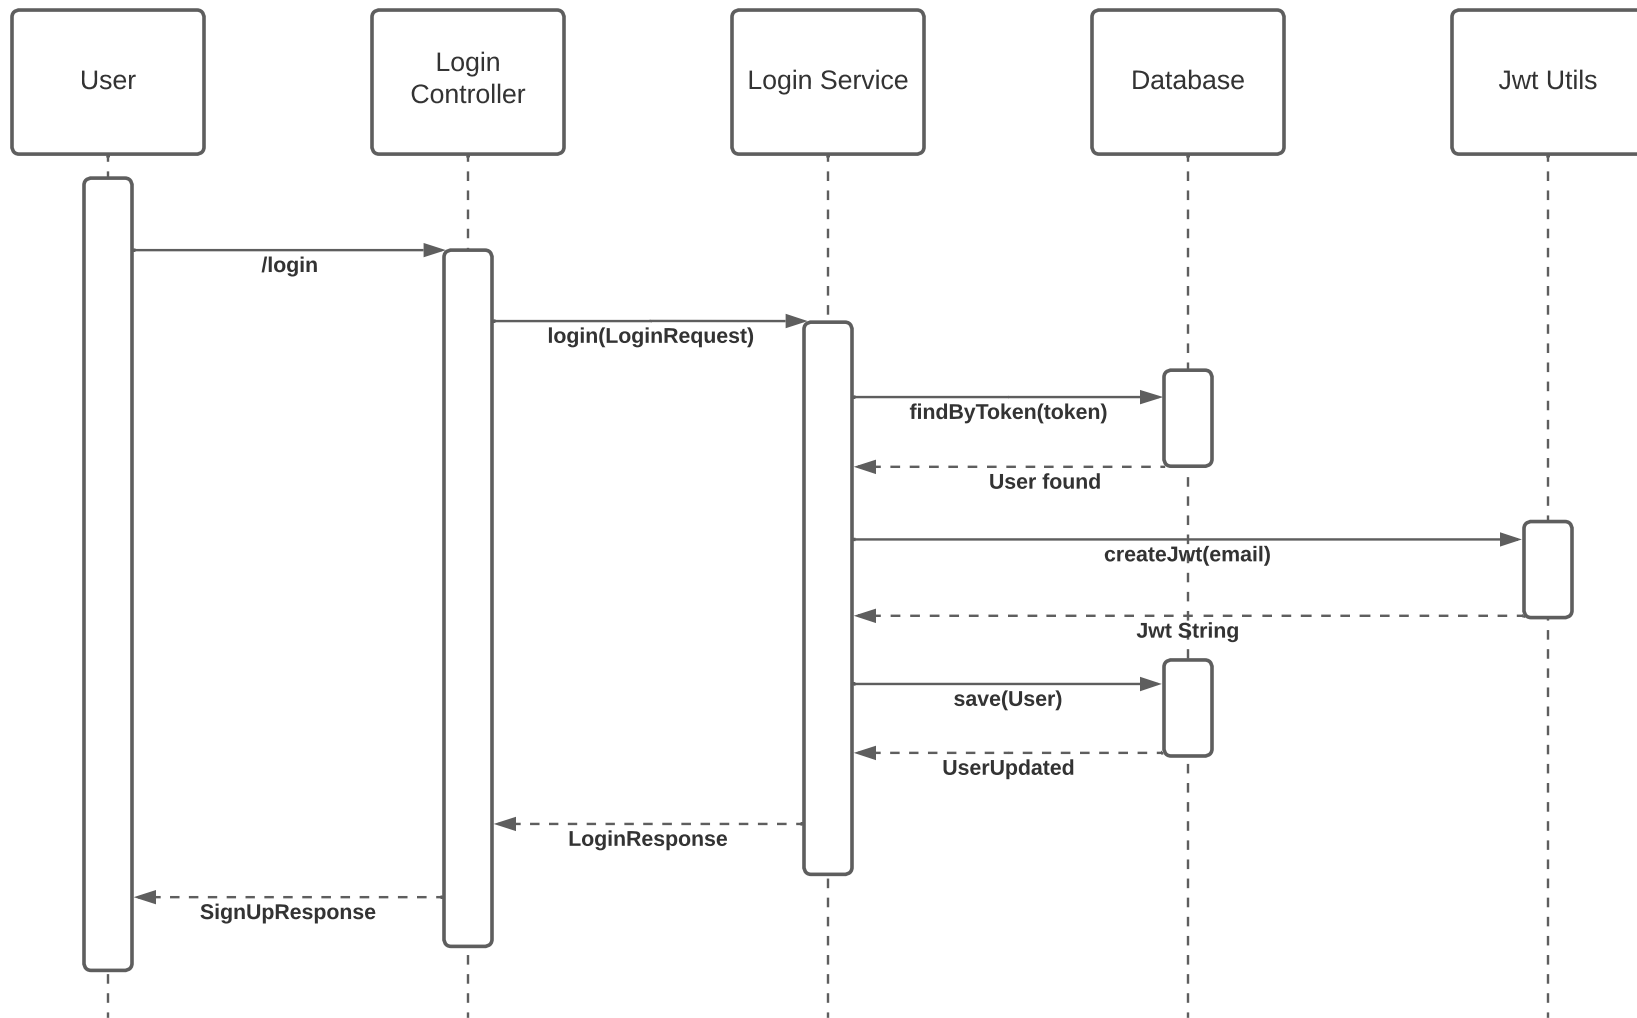 User
Login
Controller
Login Service
Database
Jwt Utils
/login
login(LoginRequest)
findByToken(token)
User found
createJwt(email)
Jwt String
save(User)
UserUpdated
LoginResponse
SignUpResponse